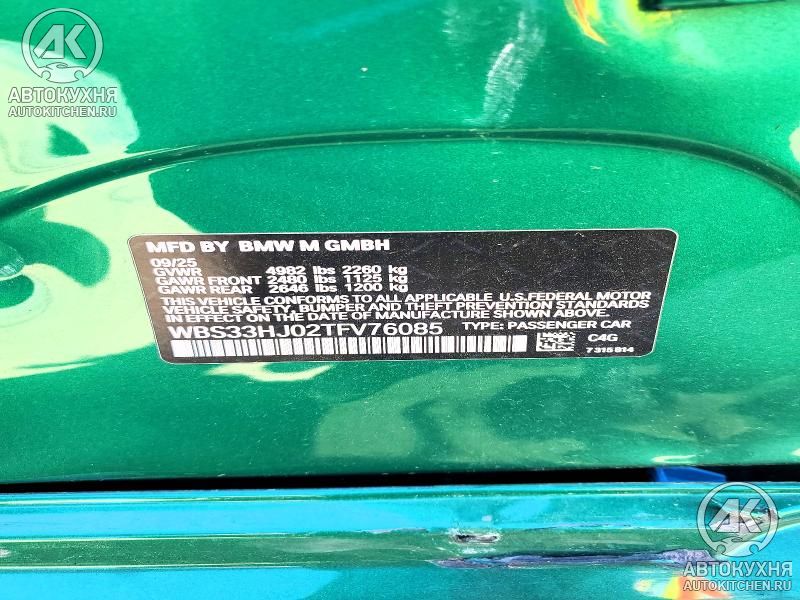 АК
АВТОКУХНЯ
AUTOKITCHEN.RU
MFD BY BMW M GMBH
09/25
GVWR 4982 lbs 2260 kg
GAWR FRONT 2480 lbs 1125 kg
GAWR REAR 2646 lbs 1200 kg
THIS VEHICLE CONFORMS TO ALL APPLICABLE U.S.FEDERAL MOTOR
VEHICLE SAFETY, BUMPER, AND THEFT PREVENTION STANDARDS
IN EFFECT ON THE DATE OF MANUFACTURE SHOWN ABOVE.
WBS33HJ02TFV76085 TYPE: PASSENGER CAR
C4G
7 315 814
АК
АВТОКУХНЯ
AUTOKITCHEN.RU